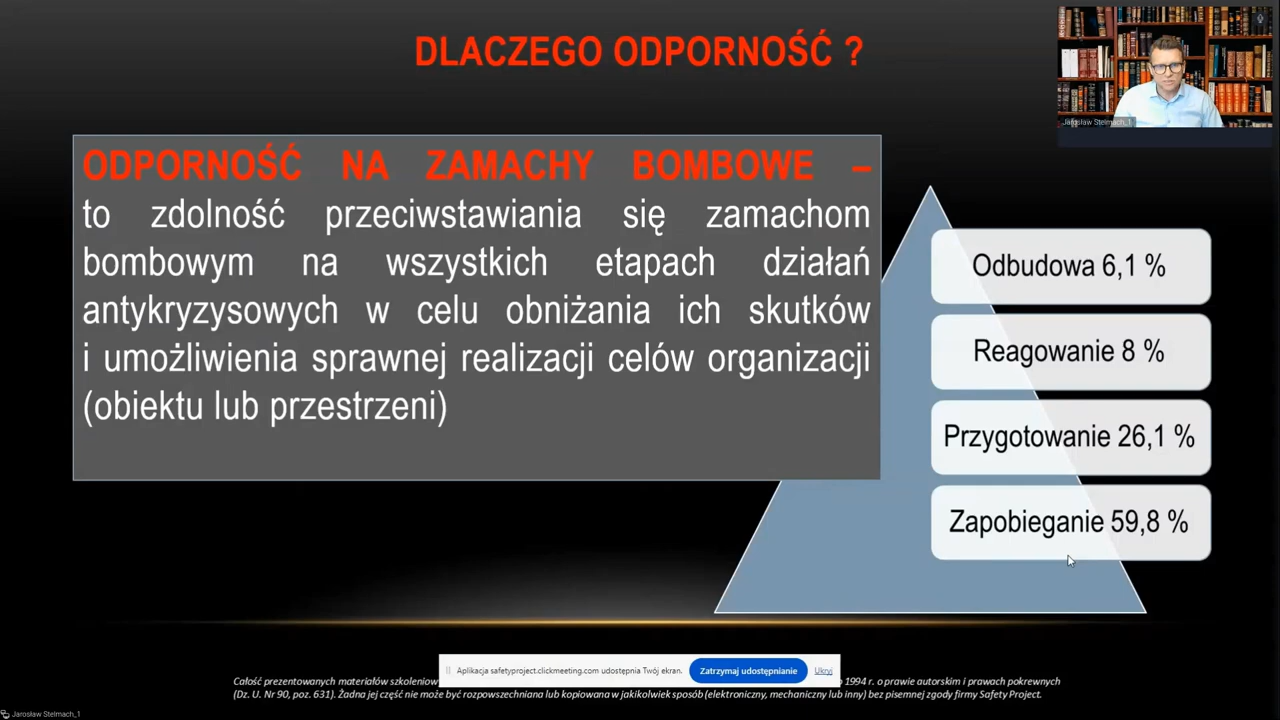 DLACZEGO ODPORNOŚĆ ?
Jarosław Stelmach_1
ODPORNOŚĆ NA ZAMACHY BOMBOWE –
to zdolność przeciwstawiania się zamachom
bombowym na wszystkich etapach działań
antykryzysowych w celu obniżania ich skutków
i umożliwienia sprawnej realizacji celów organizacji
(obiektu lub przestrzeni)
Odbudowa 6,1 %
Reagowanie 8 %
Przygotowanie 26,1 %
Zapobieganie 59,8 %
Aplikacja safetyproject.clickmeeting.com udostępnia Twój ekran. Zatrzymaj udostępnianie Ukryj
Całość prezentowanych materiałów szkoleniow 1994 r. o prawie autorskim i prawach pokrewnych
(Dz. U. Nr 90, poz. 631). Żadna jej część nie może być rozpowszechniana lub kopiowana w jakikolwiek sposób (elektroniczny, mechaniczny lub inny) bez pisemnej zgody firmy Safety Project.
Jarosław Stelmach_1